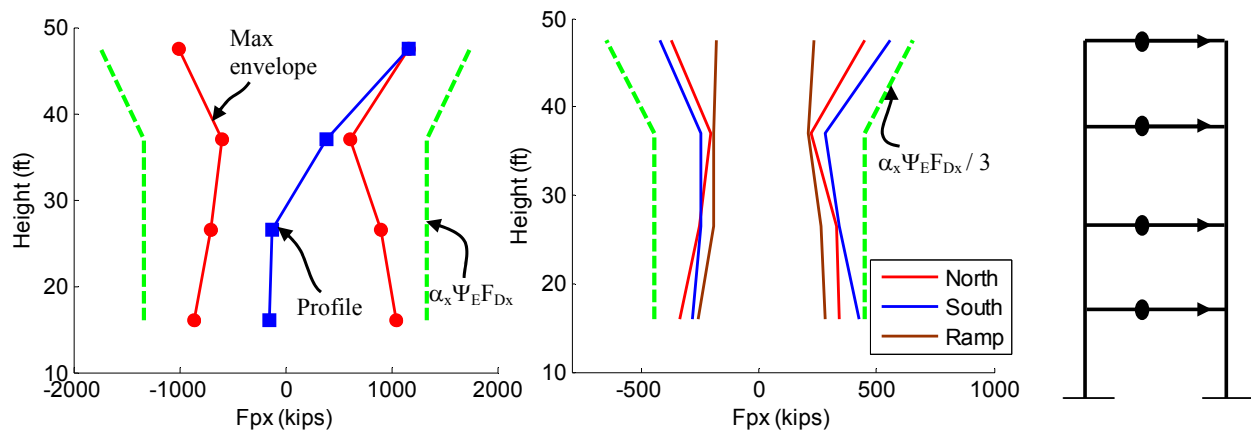 50
40
30
20
10
Height (ft)
-2000
-1000
0
1000
2000
Fpx (kips)
Max
envelope
Profile
αxΨEFDx
50
40
30
20
10
Height (ft)
-500
0
500
1000
Fpx (kips)
αxΨEFDx / 3
North
South
Ramp